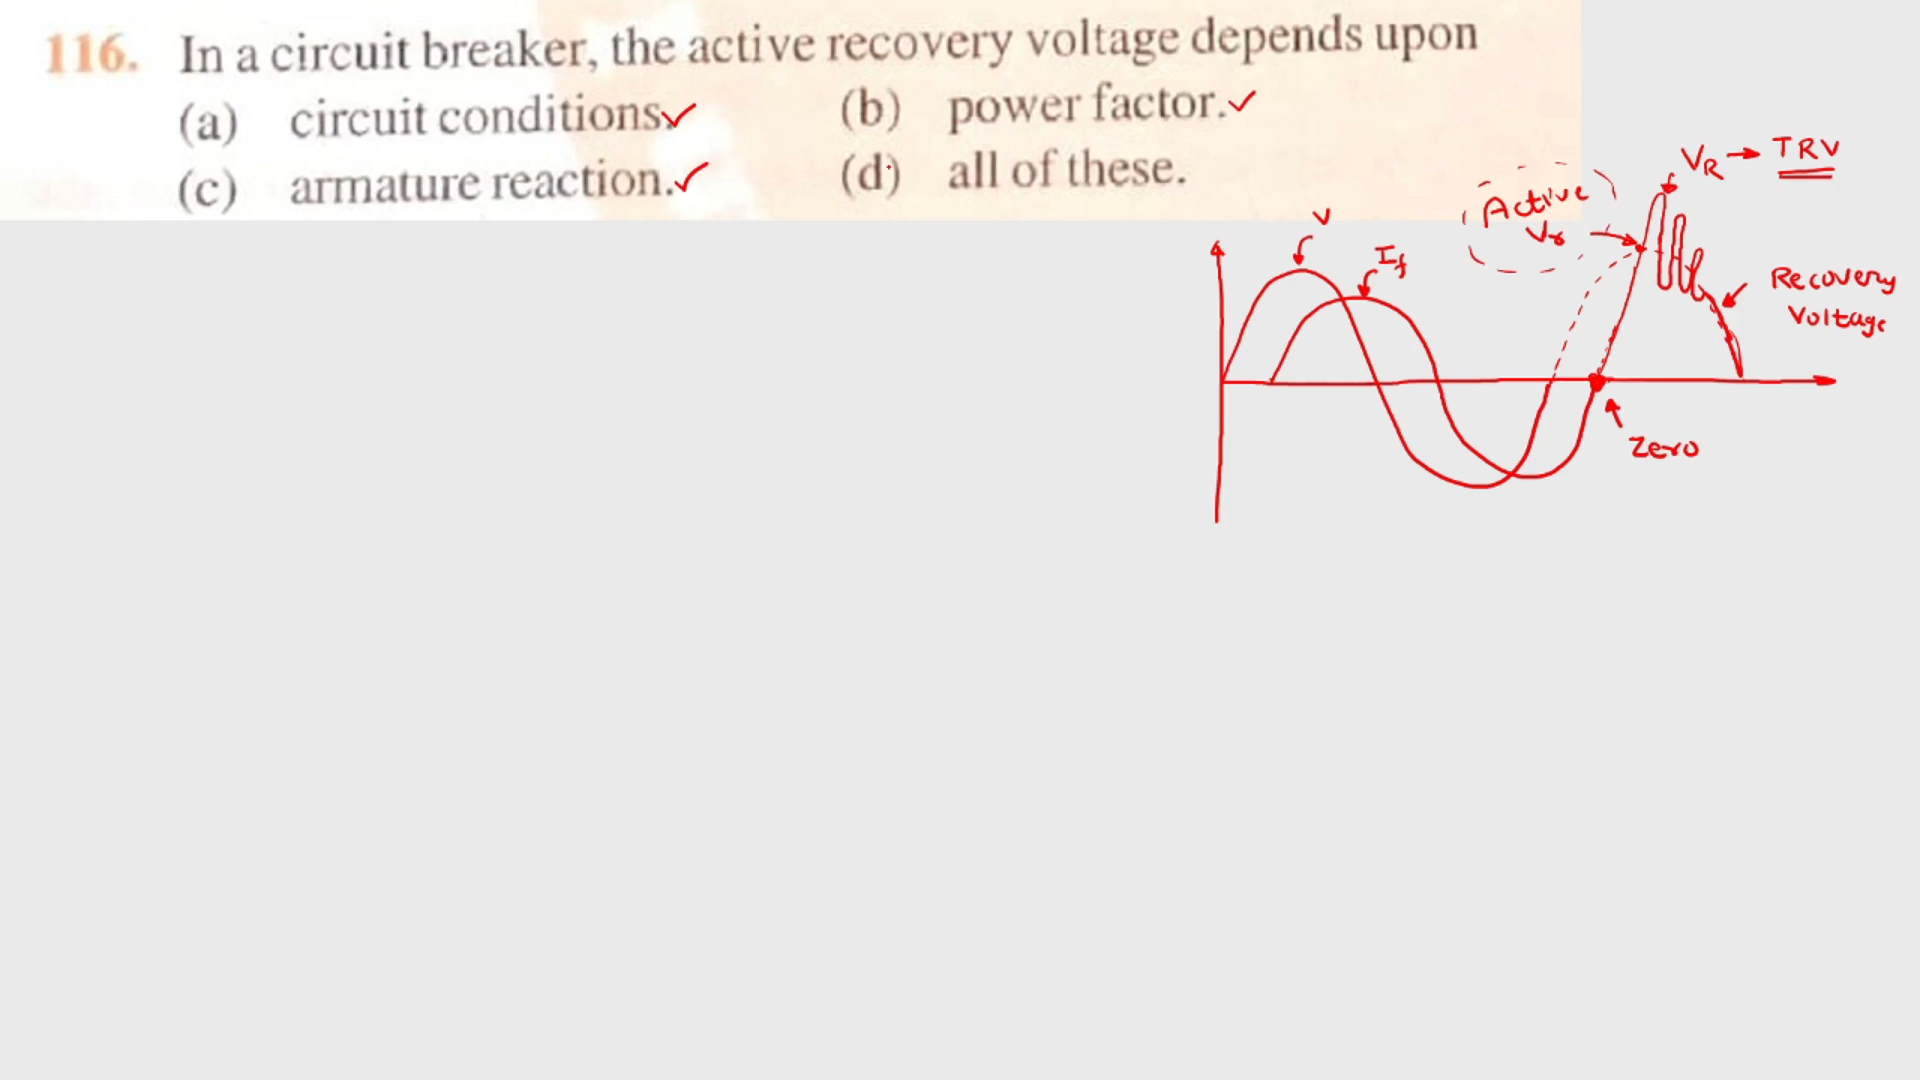 116. In a circuit breaker, the active recovery voltage depends upon
(a) circuit conditions.
(b) power factor.
(c) armature reaction.
(d) all of these.
V
If
Active
Vr
VR → TRV
Recovery
Voltage
Zero